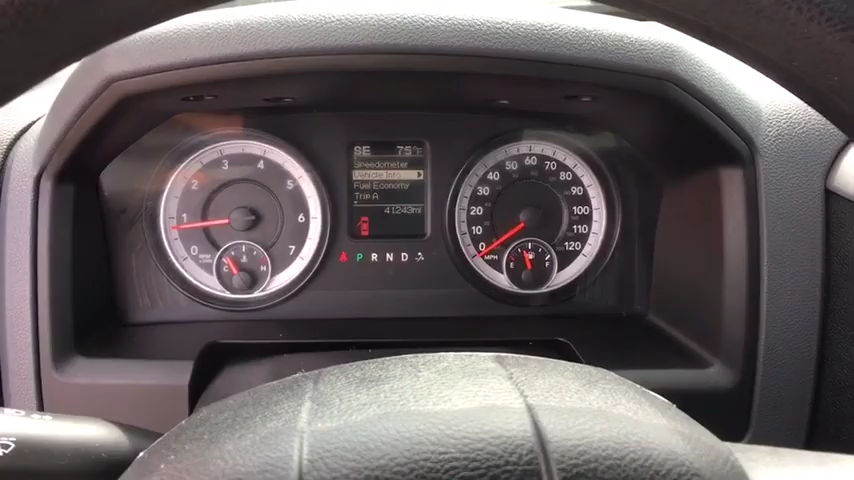 SE 75°F
Speedometer
Vehicle Info
Fuel Economy
Trip A
41243mi
0 1 2 3 4 5 6 7
RPM
C H
P R N D
0 10 20 30 40 50 60 70 80 90 100 110 120
MPH
E F